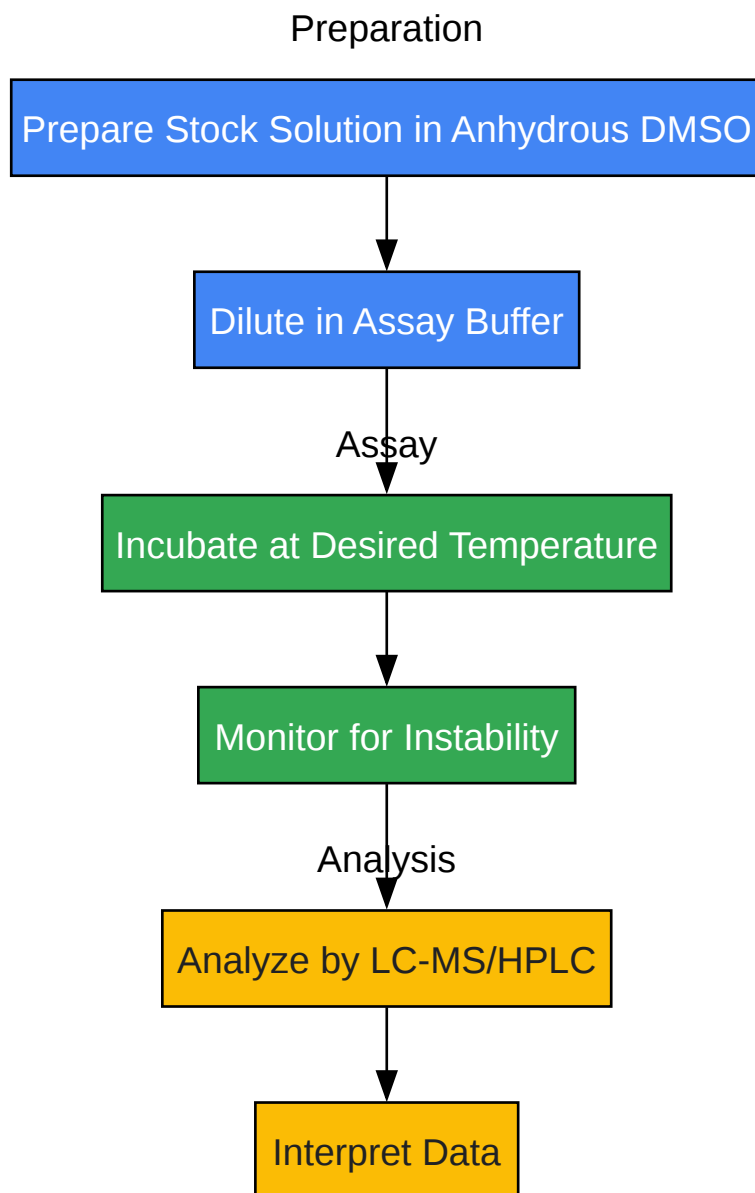 Preparation
Prepare Stock Solution in Anhydrous DMSO
Dilute in Assay Buffer
Assay
Incubate at Desired Temperature
Monitor for Instability
Analysis
Analyze by LC-MS/HPLC
Interpret Data